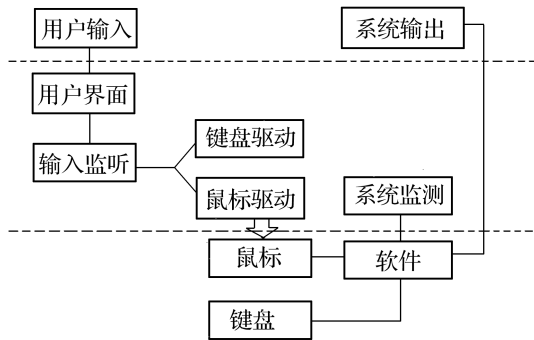 用户输入
系统输出
用户界面
键盘驱动
输入监听
鼠标驱动
系统监测
鼠标
软件
键盘